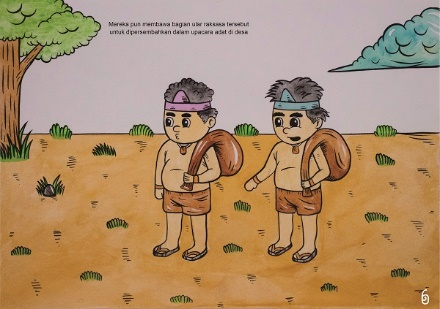 Mereka pun membawa bagian ular raksasa tersebut
untuk dipersembahkan dalam upacara adat di desa
6